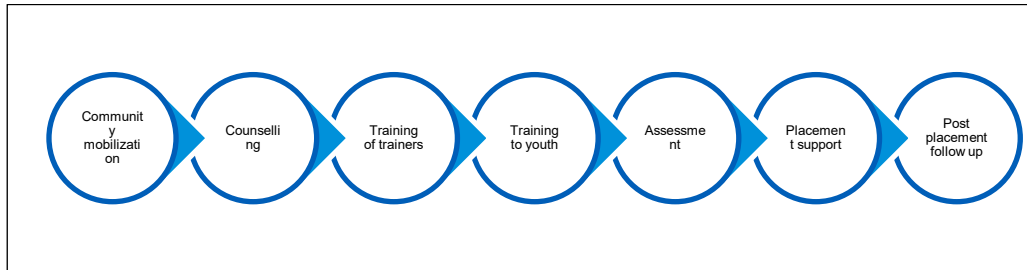 Communit
y
mobilizati
on
Counselli
ng
Training
of trainers
Training
to youth
Assessme
nt
Placemen
t support
Post
placement
follow up